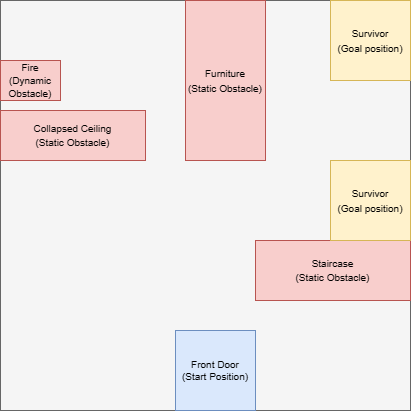 Survivor
(Goal position)
Fire
(Dynamic
Obstacle)
Furniture
(Static Obstacle)
Collapsed Ceiling
(Static Obstacle)
Survivor
(Goal position)
Staircase
(Static Obstacle)
Front Door
(Start Position)